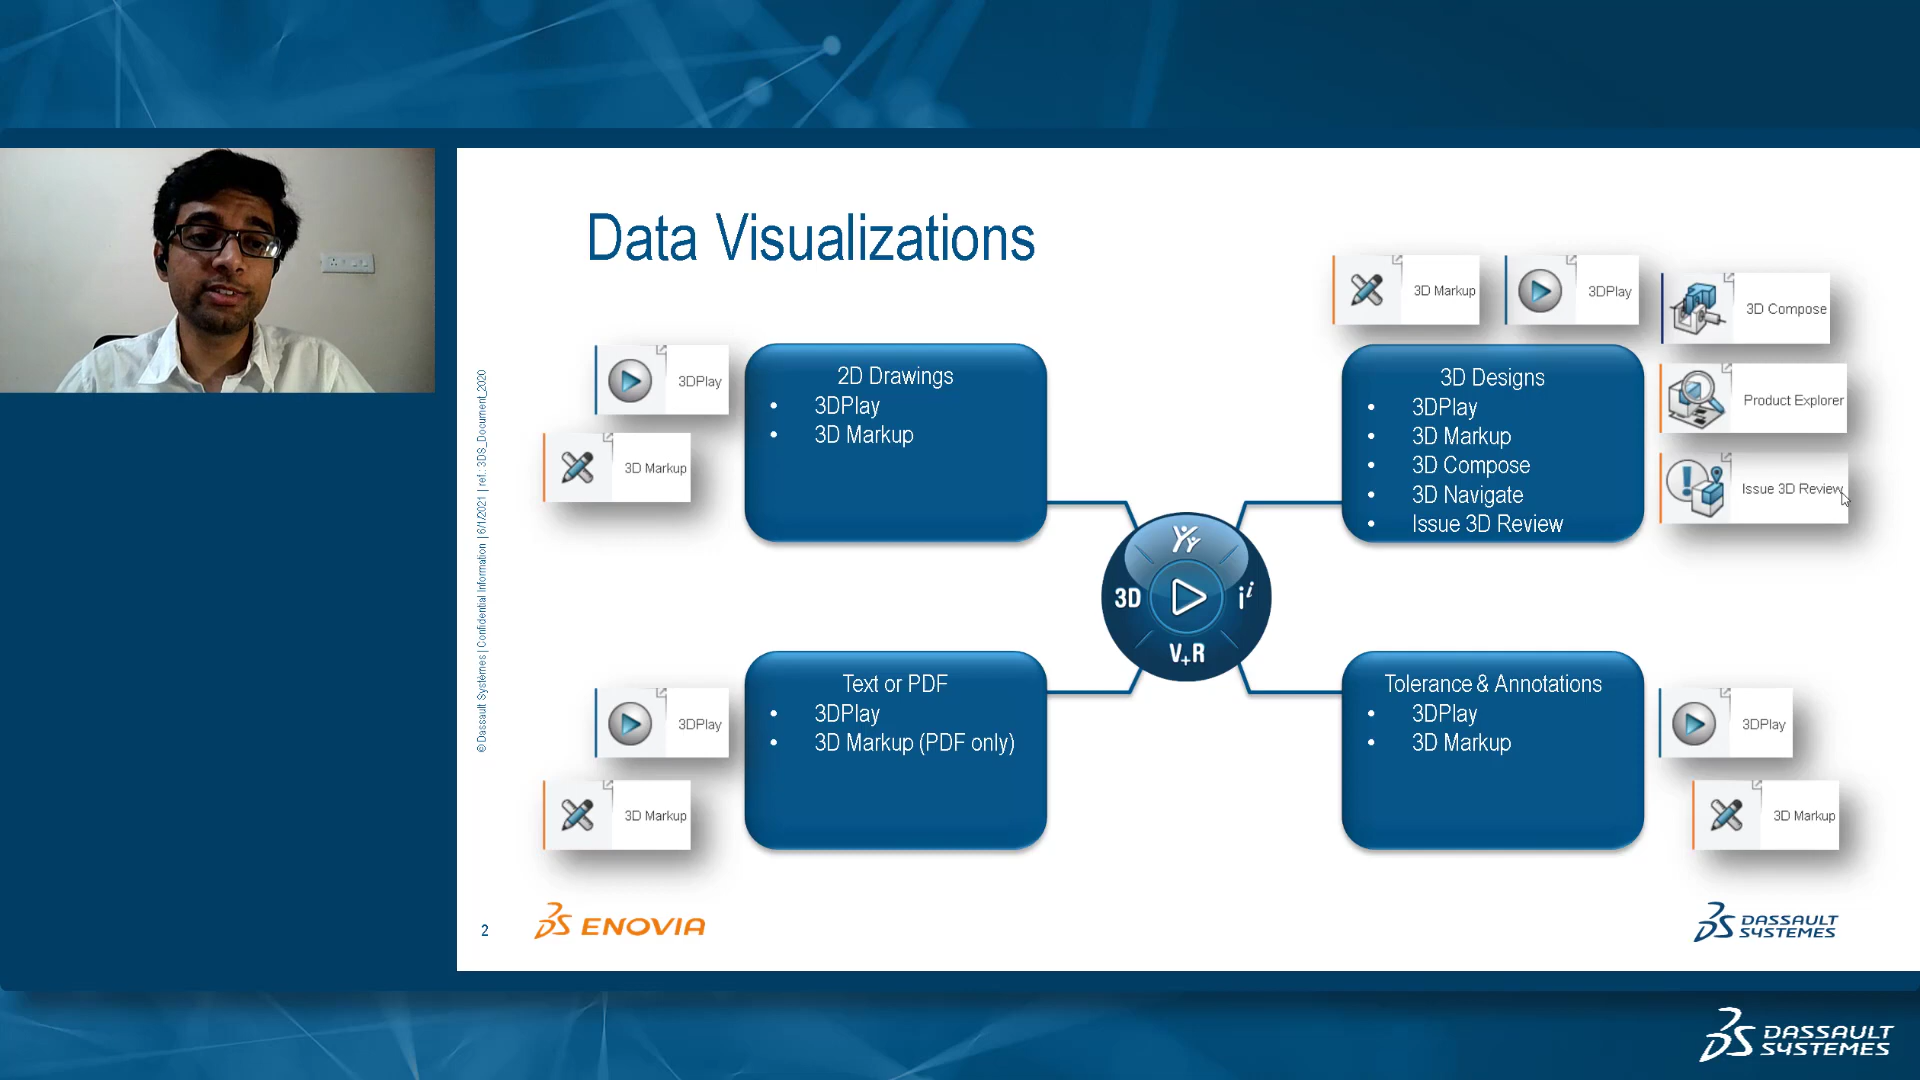 Data Visualizations
3D Markup
3DPlay
3D Compose
Product Explorer
Issue 3D Review
3DPlay
3D Markup
2D Drawings
• 3DPlay
• 3D Markup
3D Designs
• 3DPlay
• 3D Markup
• 3D Compose
• 3D Navigate
• Issue 3D Review
3D
i i
V+R
Text or PDF
• 3DPlay
• 3D Markup (PDF only)
3DPlay
3D Markup
Tolerance & Annotations
• 3DPlay
• 3D Markup
3DPlay
3D Markup
© Dassault Systèmes | Confidential Information | 6/1/2021 | ref.: 3DS_Document_2020
2
3DS ENOVIA
3DS DASSAULT
SYSTEMES
3DS DASSAULT
SYSTEMES